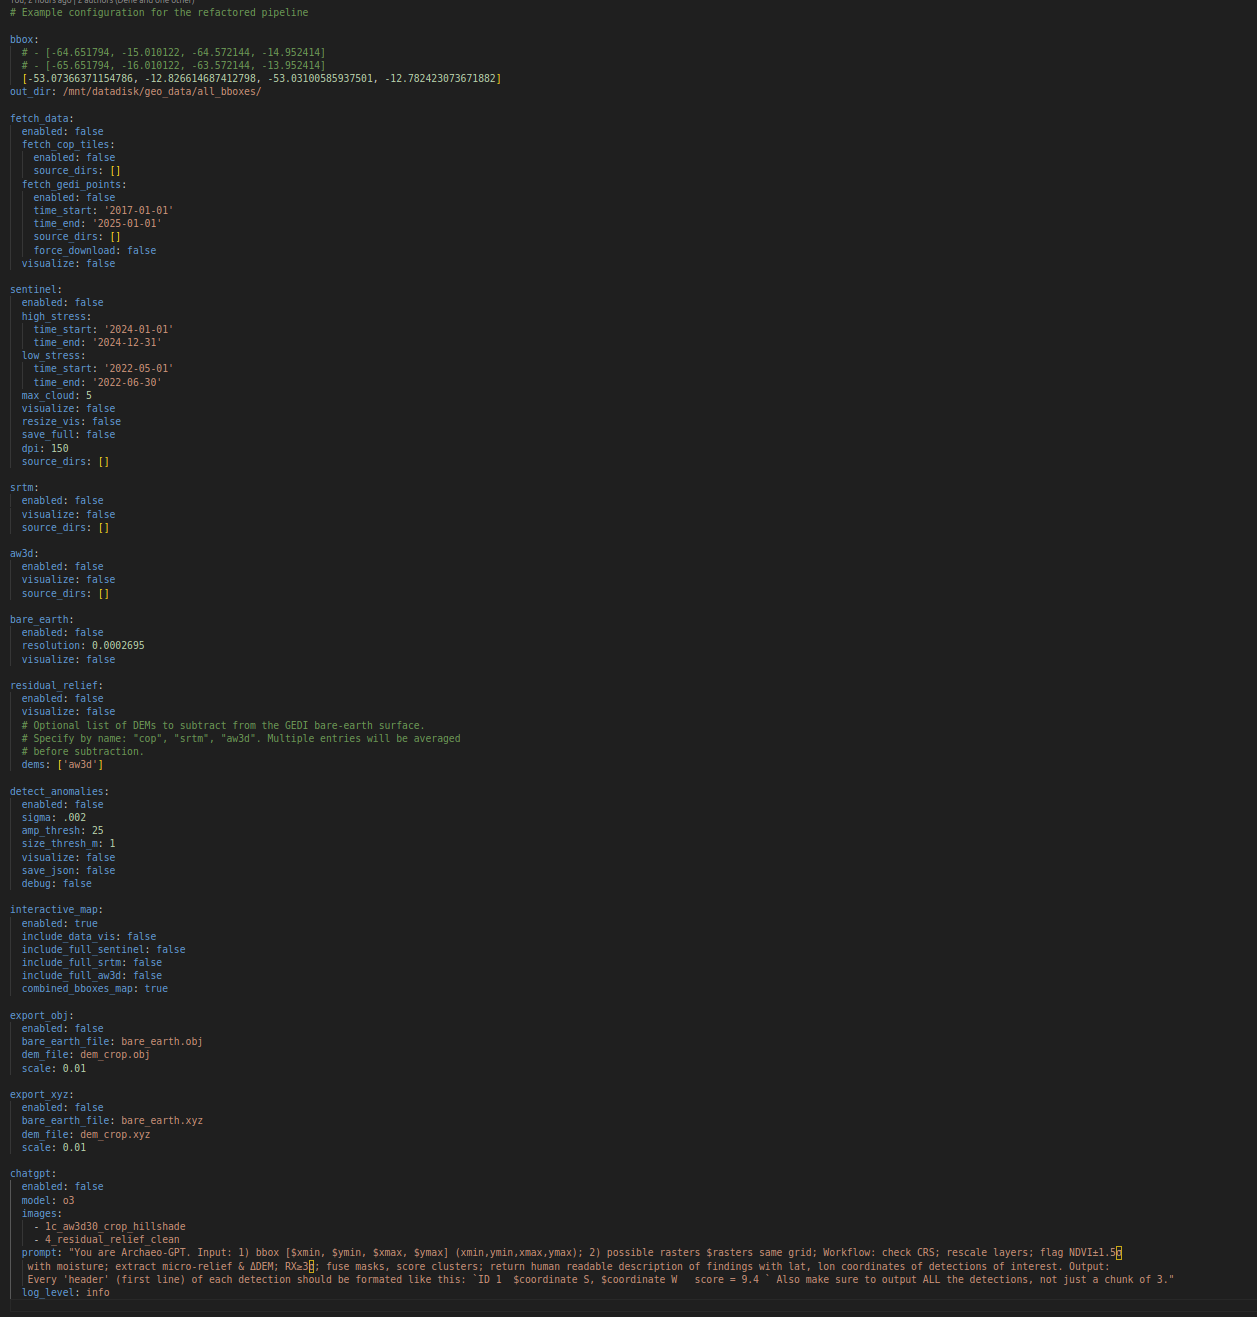 You, 2 hours ago | 2 authors (Dene and one other)
# Example configuration for the refactored pipeline
bbox:
# - [-64.651794, -15.010122, -64.572144, -14.952414]
# - [-65.651794, -16.010122, -63.572144, -13.952414]
[-53.07366371154786, -12.826614687412798, -53.03100585937501, -12.782423073671882]
out_dir: /mnt/datadisk/geo_data/all_bboxes/
fetch_data:
enabled: false
fetch_cop_tiles:
enabled: false
source_dirs: []
fetch_gedi_points:
enabled: false
time_start: '2017-01-01'
time_end: '2025-01-01'
source_dirs: []
force_download: false
visualize: false
sentinel:
enabled: false
high_stress:
time_start: '2024-01-01'
time_end: '2024-12-31'
low_stress:
time_start: '2022-05-01'
time_end: '2022-06-30'
max_cloud: 5
visualize: false
resize_vis: false
save_full: false
dpi: 150
source_dirs: []
srtm:
enabled: false
visualize: false
source_dirs: []
aw3d:
enabled: false
visualize: false
source_dirs: []
bare_earth:
enabled: false
resolution: 0.0002695
visualize: false
residual_relief:
enabled: false
visualize: false
# Optional list of DEMs to subtract from the GEDI bare-earth surface.
# Specify by name: "cop", "srtm", "aw3d". Multiple entries will be averaged
# before subtraction.
dems: ['aw3d']
detect_anomalies:
enabled: false
sigma: .002
amp_thresh: 25
size_thresh_m: 1
visualize: false
save_json: false
debug: false
interactive_map:
enabled: true
include_data_vis: false
include_full_sentinel: false
include_full_srtm: false
include_full_aw3d: false
combined_bboxes_map: true
export_obj:
enabled: false
bare_earth_file: bare_earth.obj
dem_file: dem_crop.obj
scale: 0.01
export_xyz:
enabled: false
bare_earth_file: bare_earth.xyz
dem_file: dem_crop.xyz
scale: 0.01
chatgpt:
enabled: false
model: o3
images:
- 1c_aw3d30_crop_hillshade
- 4_residual_relief_clean
prompt: "You are Archaeo-GPT. Input: 1) bbox [$xmin, $ymin, $xmax, $ymax] (xmin,ymin,xmax,ymax); 2) possible rasters $rasters same grid; Workflow: check CRS; rescale layers; flag NDVI±1.5σ
with moisture; extract micro-relief & ΔDEM; RX≥3σ; fuse masks, score clusters; return human readable description of findings with lat, lon coordinates of detections of interest. Output:
Every 'header' (first line) of each detection should be formated like this: `ID 1  $coordinate S, $coordinate W   score = 9.4 ` Also make sure to output ALL the detections, not just a chunk of 3."
log_level: info